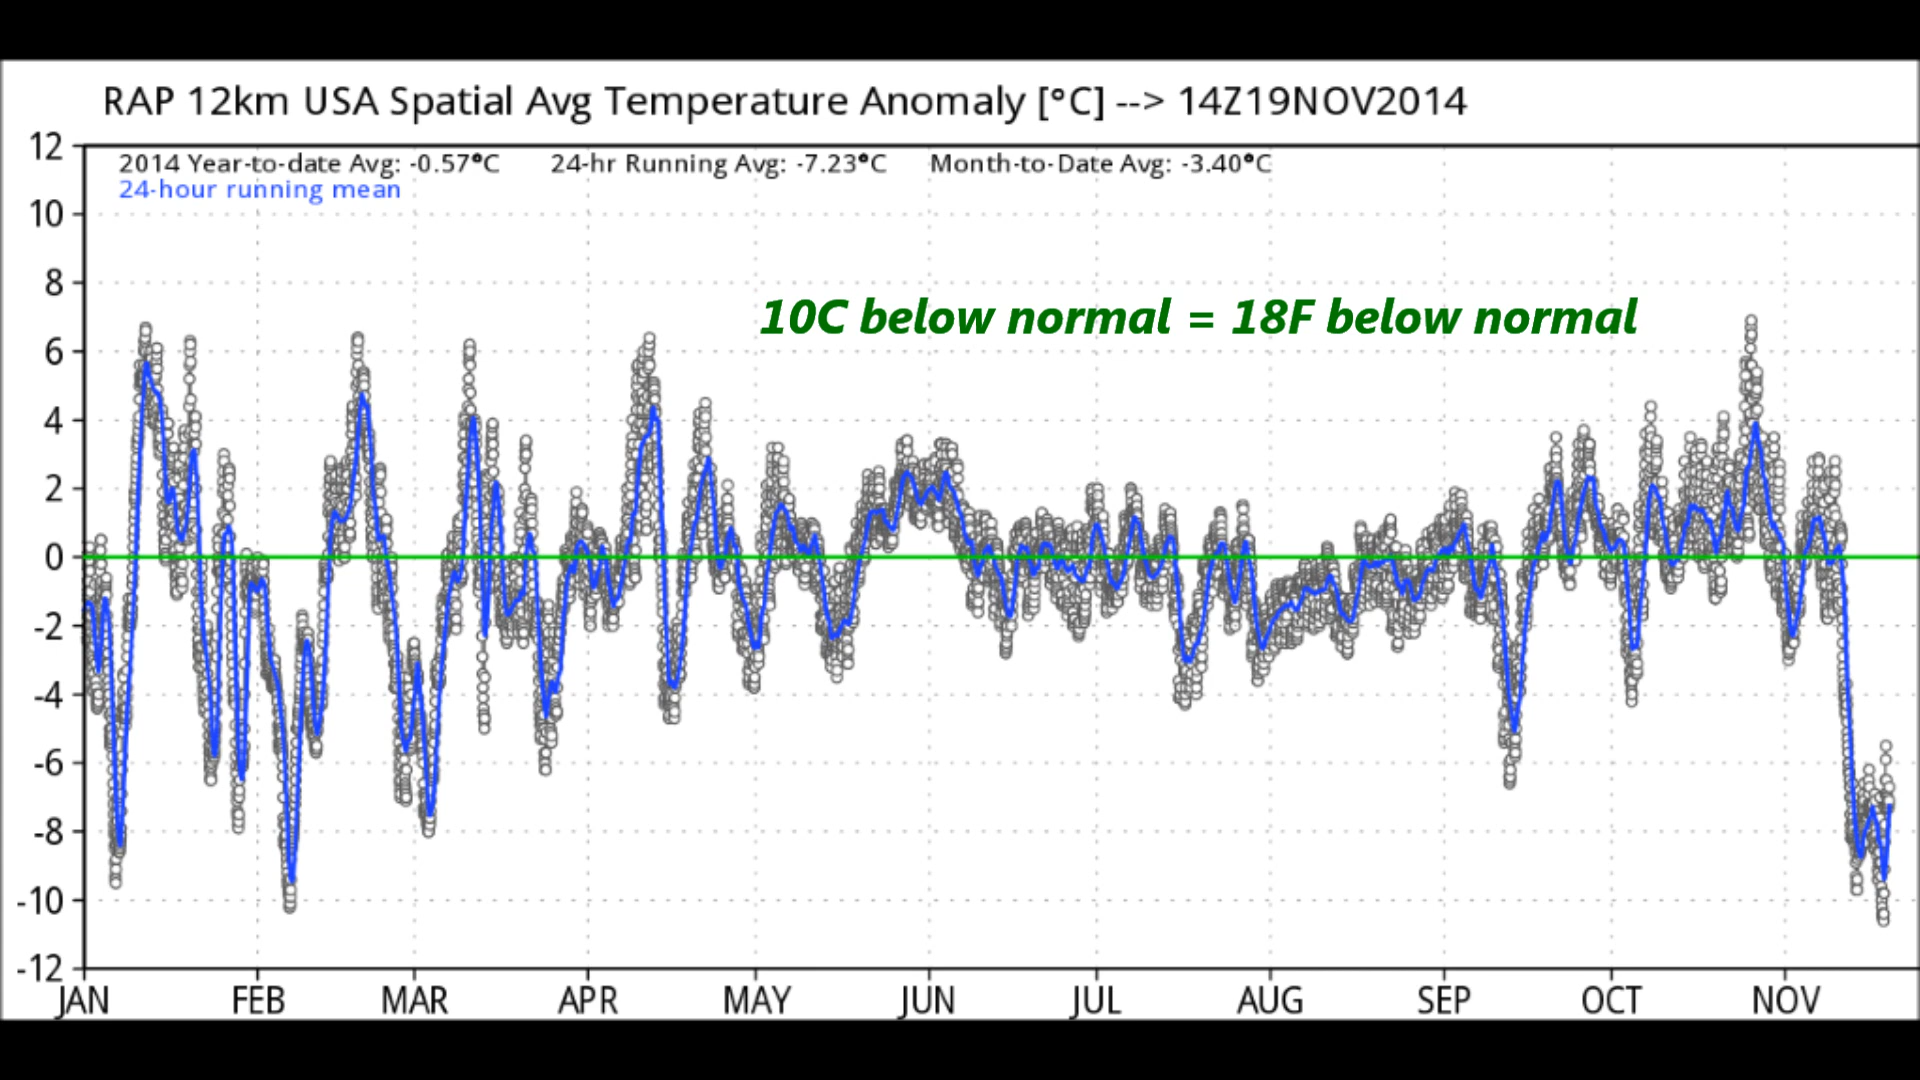 RAP 12km USA Spatial Avg Temperature Anomaly [°C] --> 14Z19NOV2014
2014 Year-to-date Avg: -0.57°C 24-hr Running Avg: -7.23°C Month-to-Date Avg: -3.40°C
24-hour running mean
10C below normal = 18F below normal
12
10
8
6
4
2
0
-2
-4
-6
-8
-10
-12
JAN FEB MAR APR MAY JUN JUL AUG SEP OCT NOV